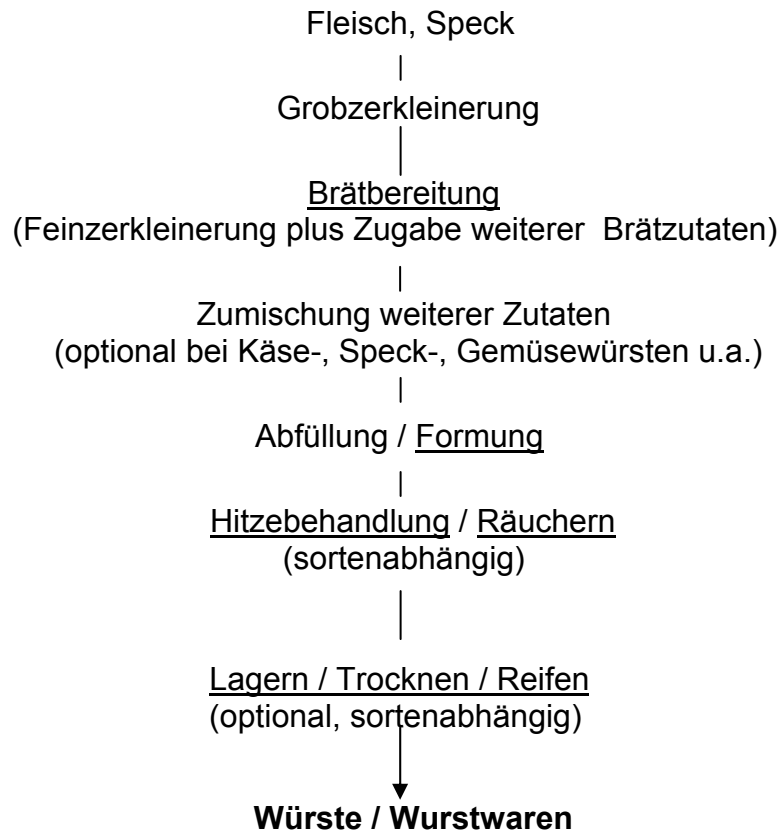 Fleisch, Speck
Grobzerkleinerung
Brätbereitung
(Feinzerkleinerung plus Zugabe weiterer Brätzutaten)
Zumischung weiterer Zutaten
(optional bei Käse-, Speck-, Gemüsewürsten u.a.)
Abfüllung / Formung
Hitzebehandlung / Räuchern
(sortenabhängig)
Lagern / Trocknen / Reifen
(optional, sortenabhängig)
Würste / Wurstwaren